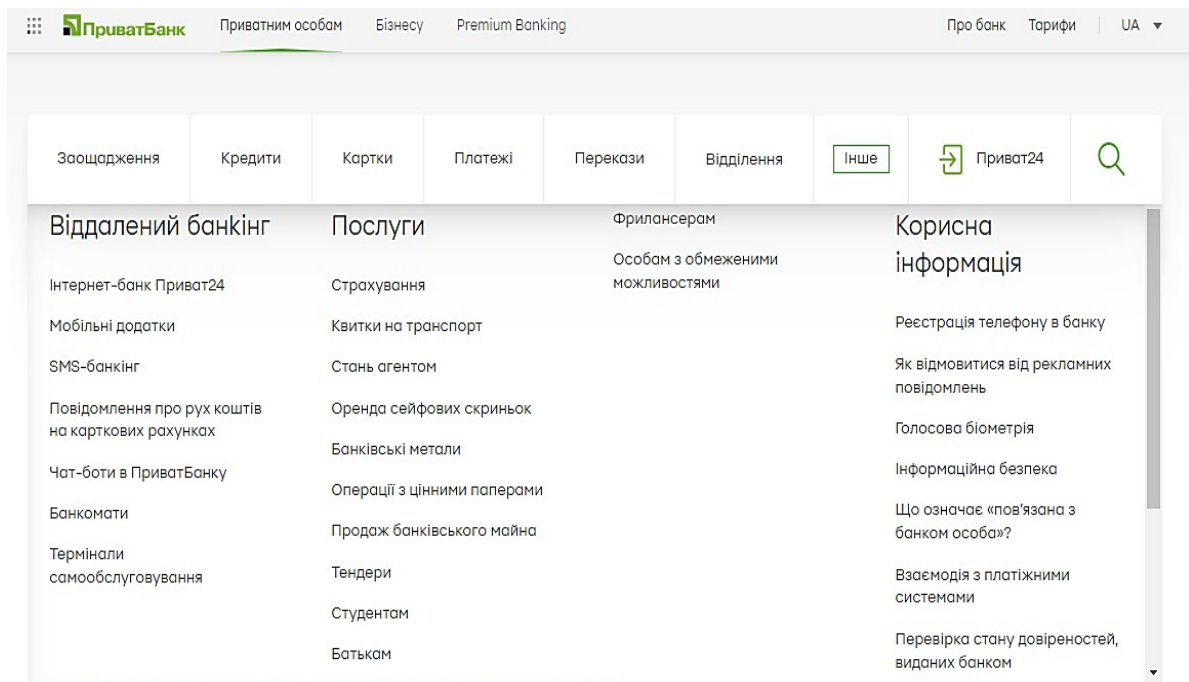 ПриватБанк Приватним особам Бізнесу Premium Banking Про банк Тарифи UA
Заощадження Кредити Картки Платежі Перекази Відділення Інше Приват24
Віддалений банкінг
Інтернет-банк Приват24
Мобільні додатки
SMS-банкінг
Повідомлення про рух коштів
на карткових рахунках
Чат-боти в ПриватБанку
Банкомати
Термінали
самообслуговування
Послуги
Страхування
Квитки на транспорт
Стань агентом
Оренда сейфових скриньок
Банківські метали
Операції з цінними паперами
Продаж банківського майна
Тендери
Студентам
Батькам
Фрилансерам
Особам з обмеженими
можливостями
Корисна
інформація
Реєстрація телефону в банку
Як відмовитися від рекламних
повідомлень
Голосова біометрія
Інформаційна безпека
Що означає «пов’язана з
банком особа»?
Взаємодія з платіжними
системами
Перевірка стану довіреностей,
виданих банком